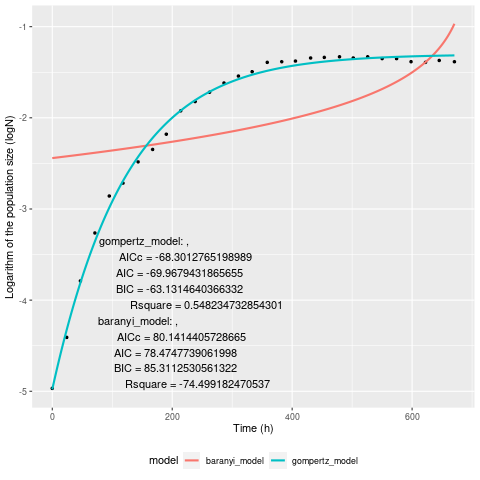 -1
-2
-3
-4
-5
Logarithm of the population size (logN)
gompertz_model: ,
AICc = -68.3012765198989
AIC = -69.9679431865655
BIC = -63.1314640366332
Rsquare = 0.548234732854301
baranyi_model: ,
AICc = 80.1414405728665
AIC = 78.4747739061998
BIC = 85.3112530561322
Rsquare = -74.499182470537
0 200 400 600
Time (h)
model baranyi_model gompertz_model